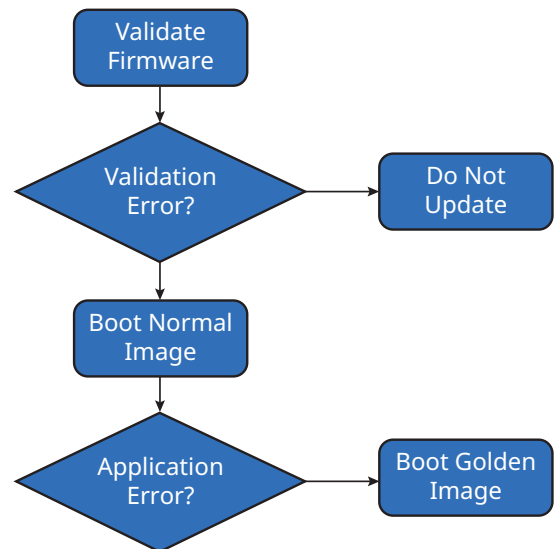 Validate
Firmware
Validation
Error?
Do Not
Update
Boot Normal
Image
Application
Error?
Boot Golden
Image